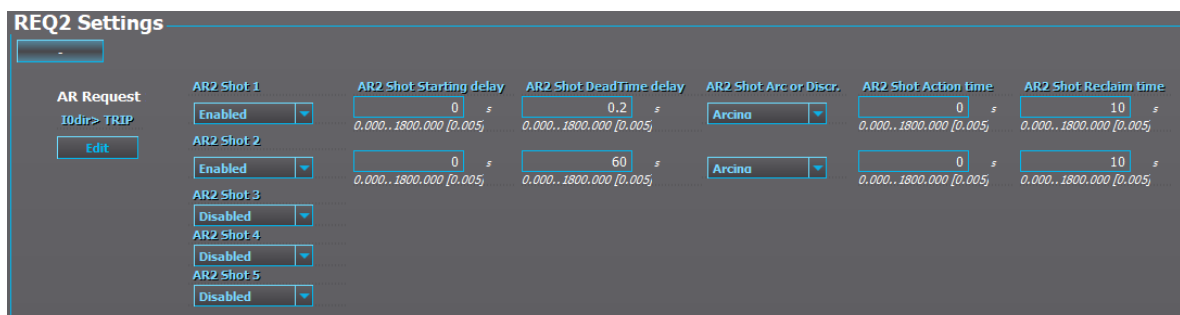 REQ2 Settings
-
AR Request
I0dir> TRIP
Edit
AR2 Shot 1 AR2 Shot Starting delay AR2 Shot DeadTime delay AR2 Shot Arc or Discr. AR2 Shot Action time AR2 Shot Reclaim time
Enabled 0 s 0.2 s Arcing 0 s 10 s
0.000..1800.000 [0.005] 0.000..1800.000 [0.005] 0.000..1800.000 [0.005] 0.000..1800.000 [0.005]
AR2 Shot 2
Enabled 0 s 60 s Arcing 0 s 10 s
0.000..1800.000 [0.005] 0.000..1800.000 [0.005] 0.000..1800.000 [0.005] 0.000..1800.000 [0.005]
AR2 Shot 3
Disabled
AR2 Shot 4
Disabled
AR2 Shot 5
Disabled